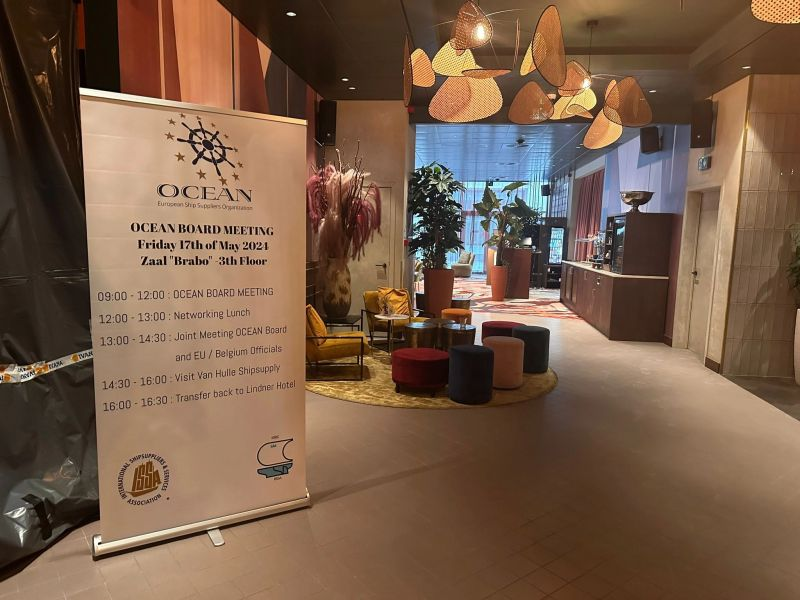 OCEAN
European Ship Suppliers Organization
OCEAN BOARD MEETING
Friday 17th of May 2024
Zaal "Brabo" -3th Floor
09:00 - 12:00 : OCEAN BOARD MEETING
12:00 - 13:00 : Networking Lunch
13:00 - 14:30 : Joint Meeting OCEAN Board
and EU / Belgium Officials
14:30 - 16:00 : Visit Van Hulle Shipsupply
16:00 - 16:30 : Transfer back to Lindner Hotel
INTERNATIONAL SHIPSUPPLIERS & SERVICES
ISSA
ASSOCIATION